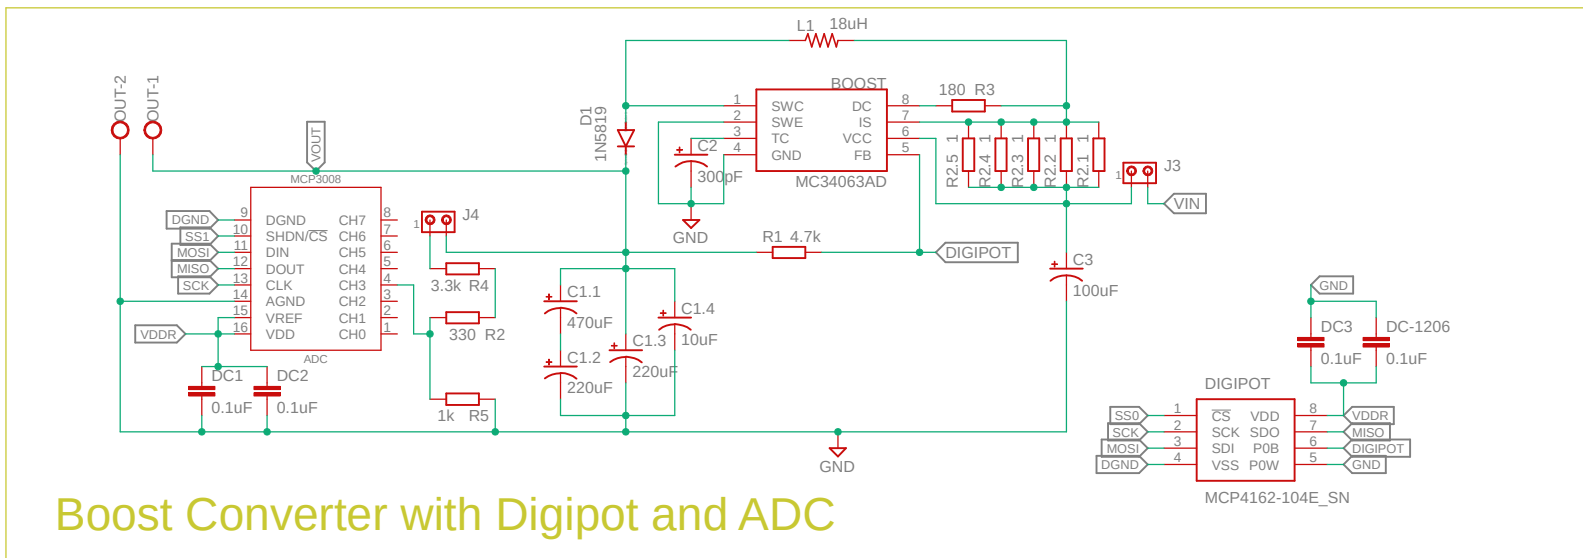 L1 18uH
OUT-2
OUT-1
VOUT
MCP3008
DGND 9 DGND CH7 8
SS1 10 SHDN/CS CH6 7
MOSI 11 DIN CH5 6
MISO 12 DOUT CH4 5
SCK 13 CLK CH3 4
14 AGND CH2 3
15 VREF CH1 2
VDDR 16 VDD CH0 1
ADC
DC1
0.1uF
DC2
0.1uF
J4
1
3.3k R4
330 R2
1k R5
D1
1N5819
BOOST
1 SWC DC 8
2 SWE IS 7
3 TC VCC 6
4 GND FB 5
MC34063AD
C2
300pF
GND
180 R3
R2.5 1
R2.4 1
R2.3 1
R2.2 1
R2.1 1
J3
1
VIN
R1 4.7k
DIGIPOT
C1.1
470uF
C1.2
220uF
C1.3
220uF
C1.4
10uF
C3
100uF
GND
GND
DC3
0.1uF
DC-1206
0.1uF
DIGIPOT
SS0 1 CS VDD 8 VDDR
SCK 2 SCK SDO 7 MISO
MOSI 3 SDI P0B 6 DIGIPOT
DGND 4 VSS P0W 5 GND
MCP4162-104E_SN
Boost Converter with Digipot and ADC